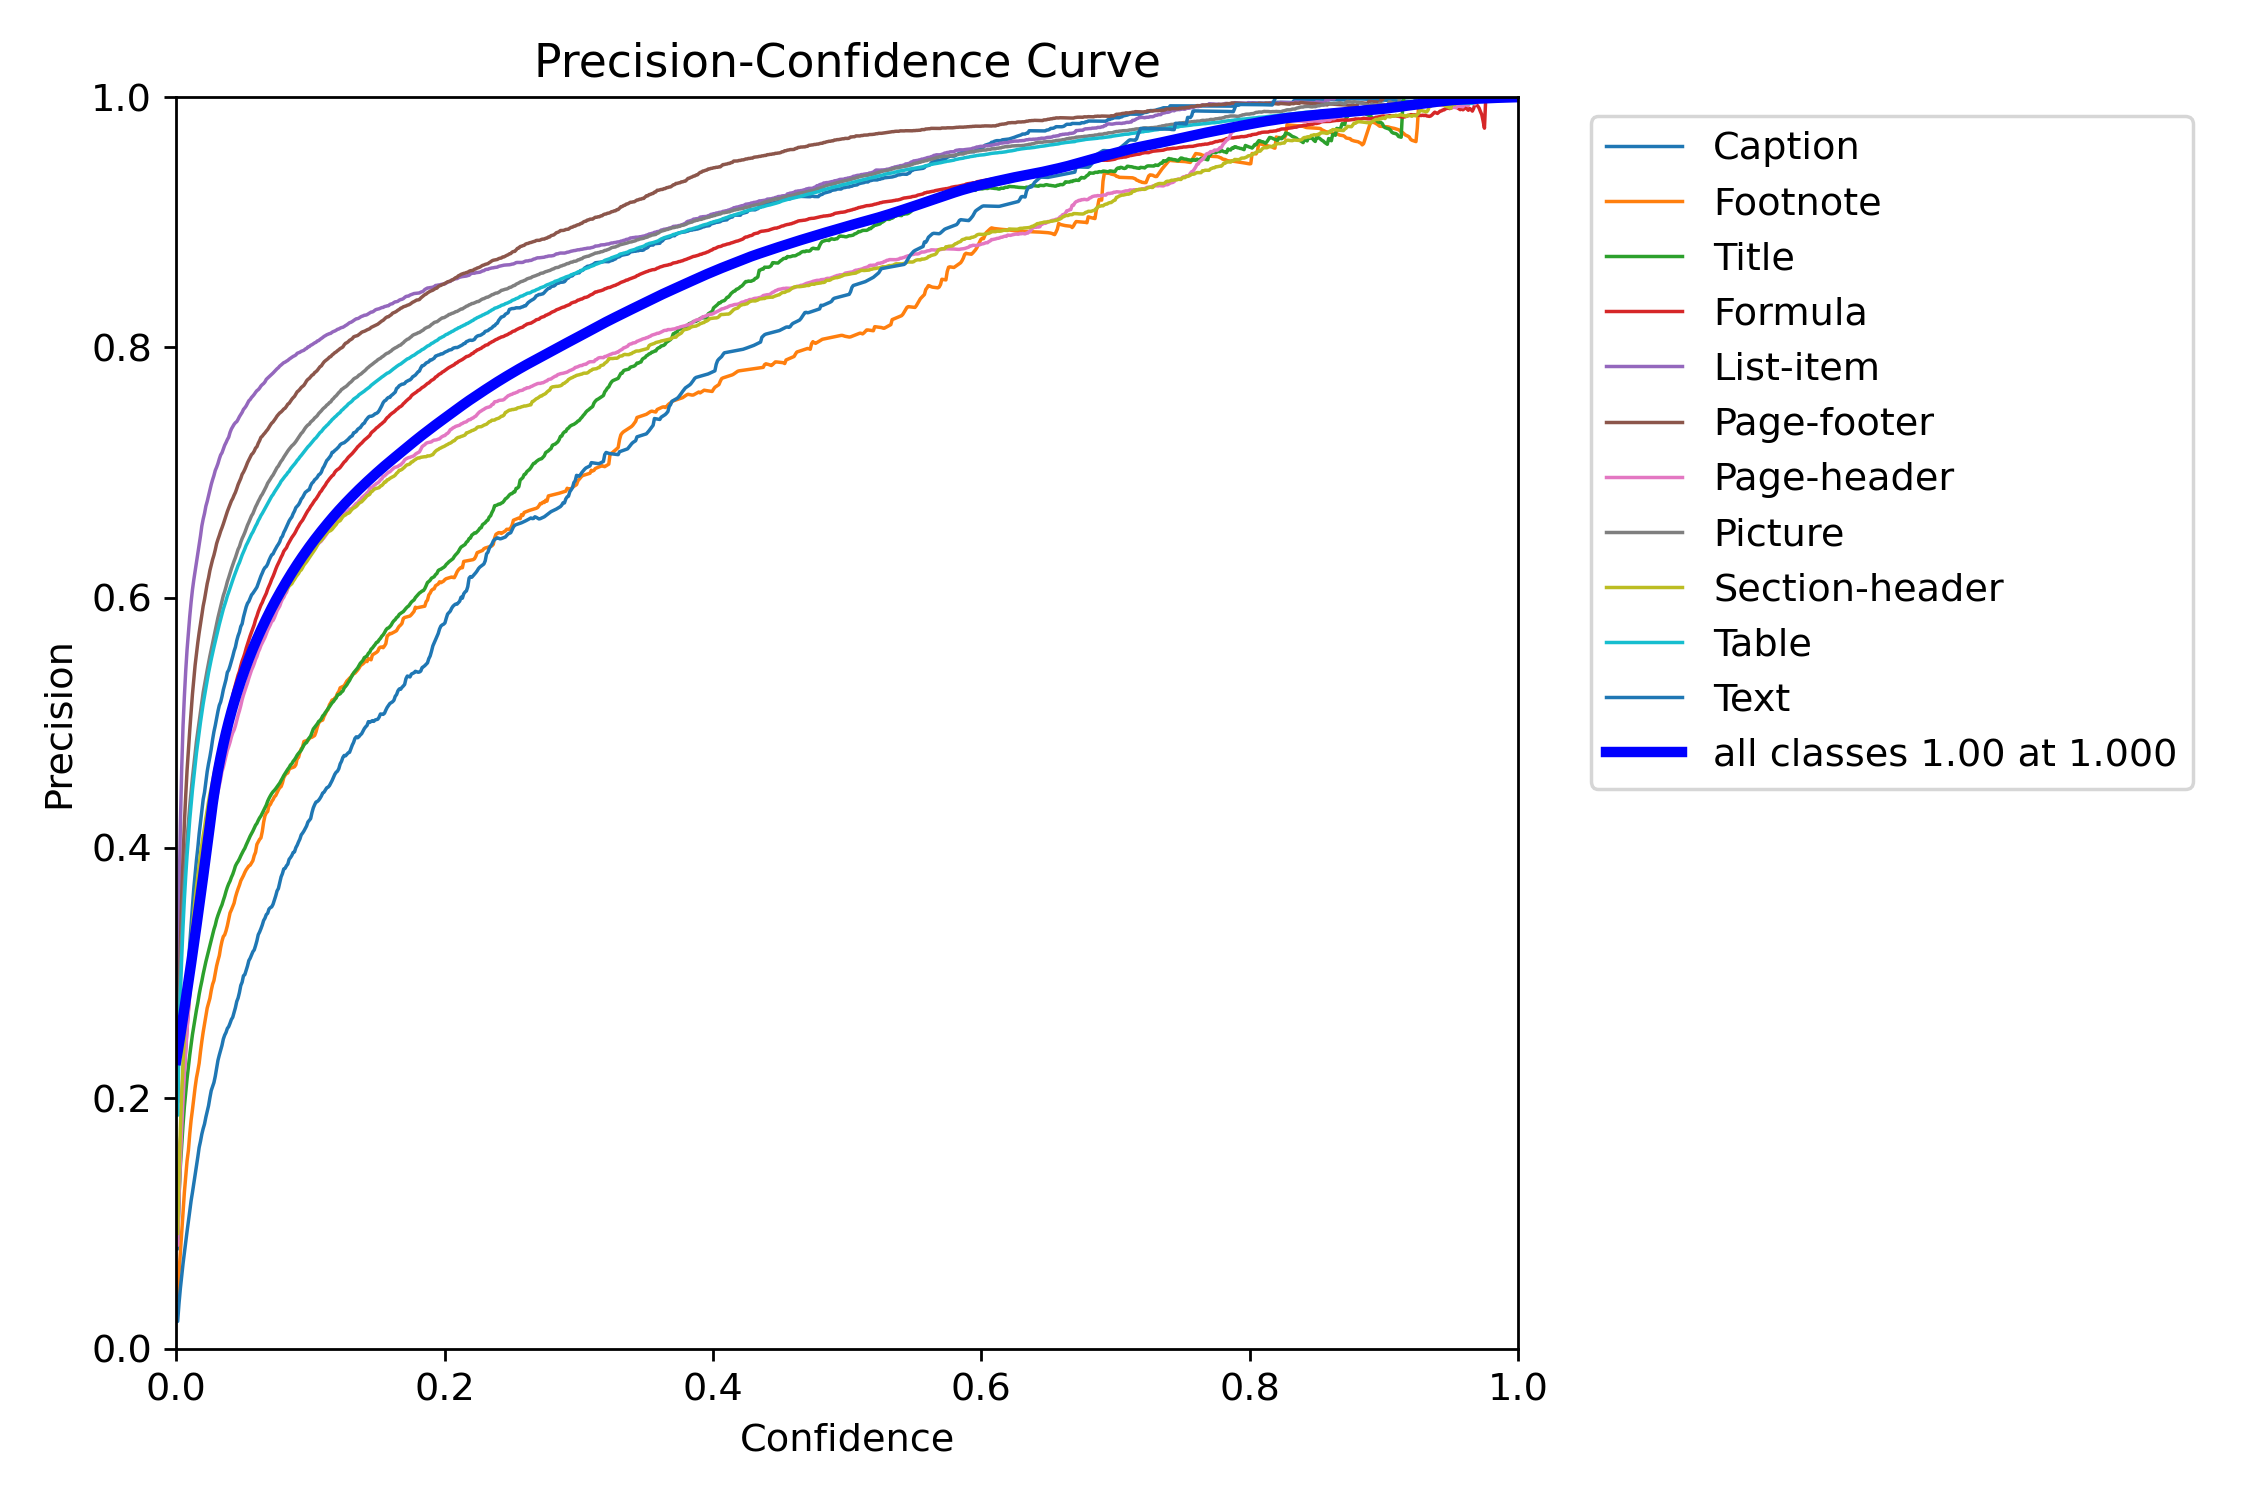 Precision-Confidence Curve
1.0
0.8
0.6
0.4
0.2
0.0
Precision
0.0 0.2 0.4 0.6 0.8 1.0
Confidence
Caption
Footnote
Title
Formula
List-item
Page-footer
Page-header
Picture
Section-header
Table
Text
all classes 1.00 at 1.000